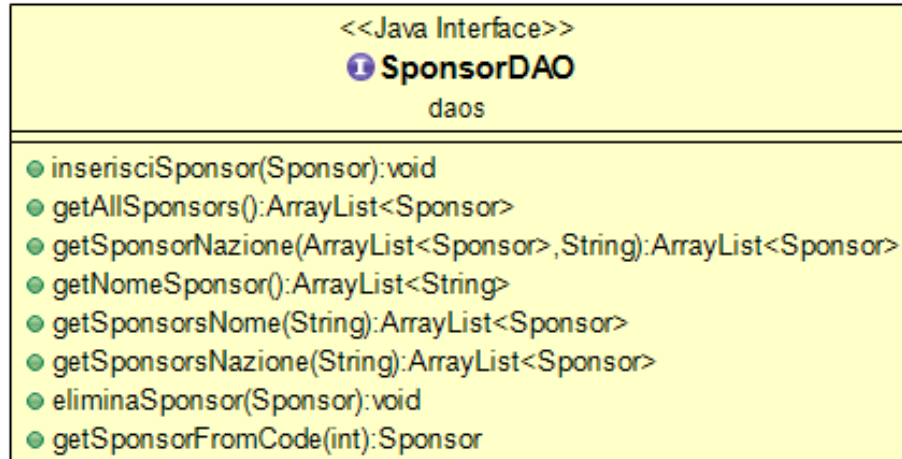 <<Java Interface>>
I SponsorDAO
daos
inserisciSponsor(Sponsor):void
getAllSponsors():ArrayList<Sponsor>
getSponsorNazione(ArrayList<Sponsor>,String):ArrayList<Sponsor>
getNomeSponsor():ArrayList<String>
getSponsorsNome(String):ArrayList<Sponsor>
getSponsorsNazione(String):ArrayList<Sponsor>
eliminaSponsor(Sponsor):void
getSponsorFromCode(int):Sponsor